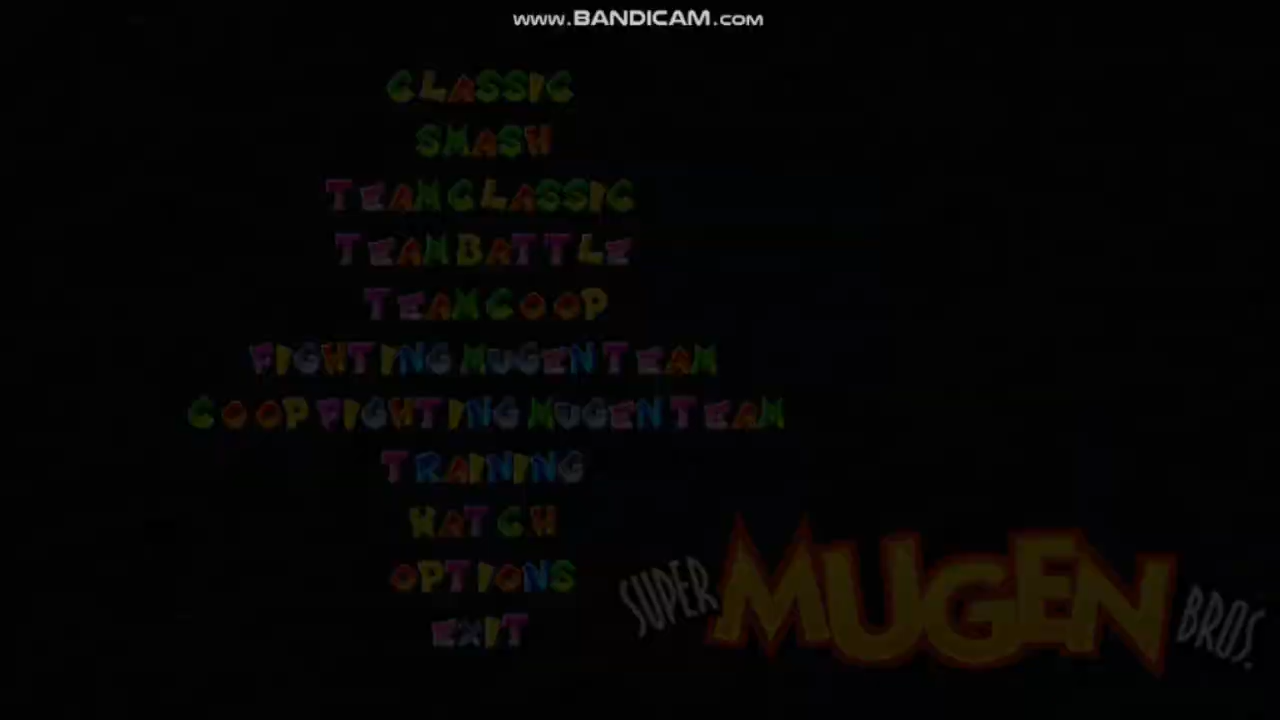 www.BANDICAM.com
CLASSIC
SMASH
TEAM CLASSIC
TEAM BATTLE
TEAM COOP
FIGHTING MUGEN TEAM
COOP FIGHTING MUGEN TEAM
TRAINING
WATCH
OPTIONS
EXIT
SUPER MUGEN BROS.